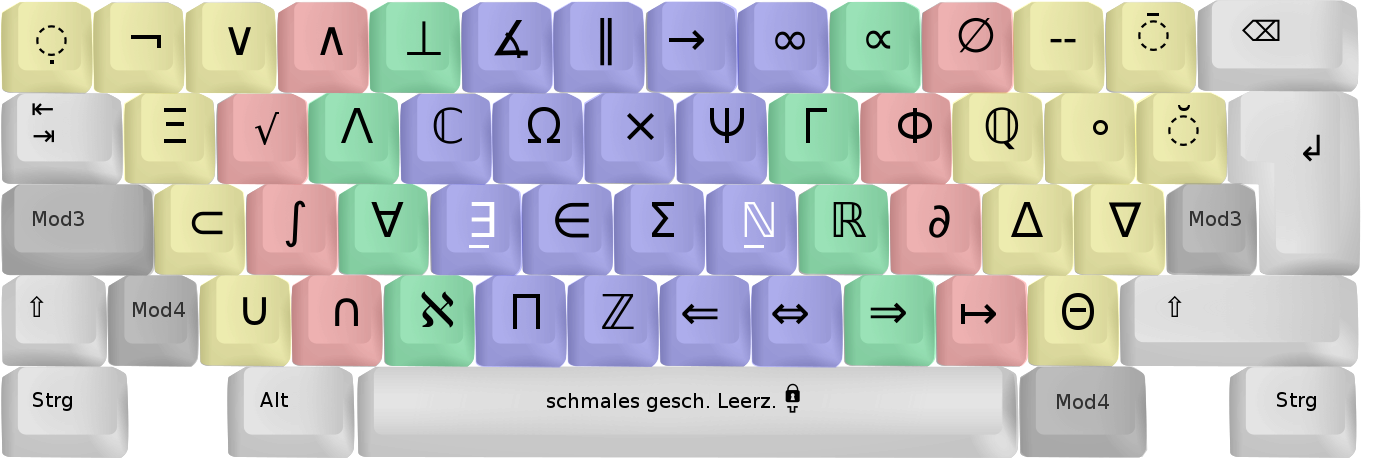 ◌̣ ¬ ∨ ∧ ⊥ ∡ ∥ → ∞ ∝ ∅ -- ◌̄ ⌫
⇤ ⇥ Ξ √ Λ ℂ Ω × Ψ Γ Φ ℚ ∘ ◌̆ ↲
Mod3 ⊂ ∫ ∀ ∃ ∈ Σ ℕ ℝ ∂ Δ ∇ Mod3
⇧ Mod4 ∪ ∩ ℵ Π ℤ ⇐ ⇔ ⇒ ↦ Θ ⇧
Strg Alt schmales gesch. Leerz. Mod4 Strg